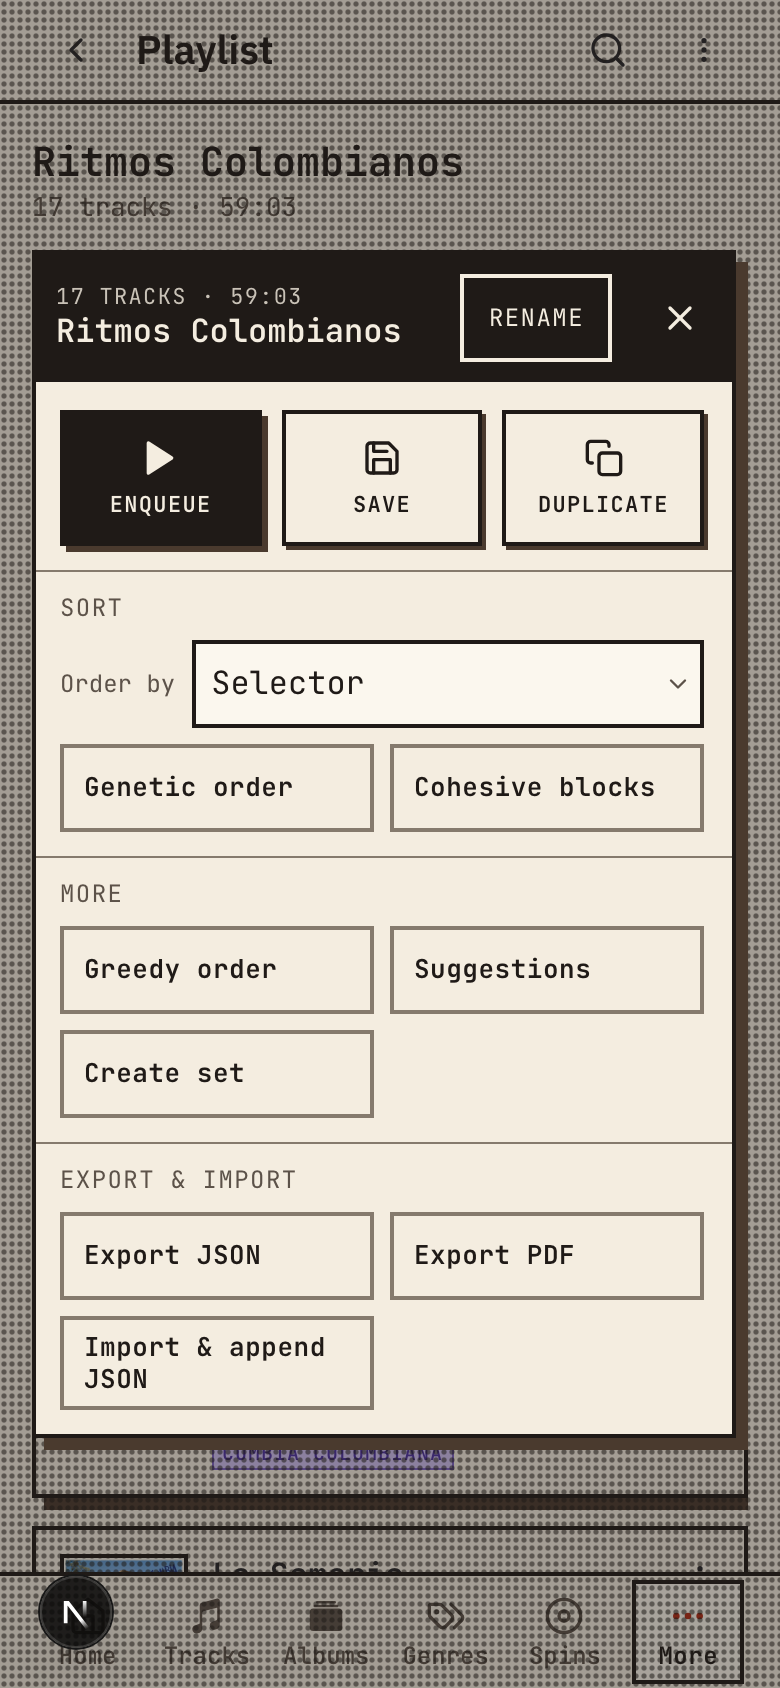 Playlist
Ritmos Colombianos
17 tracks · 59:03
17 TRACKS · 59:03
Ritmos Colombianos
RENAME
ENQUEUE
SAVE
DUPLICATE
SORT
Order by
Selector
Genetic order
Cohesive blocks
MORE
Greedy order
Suggestions
Create set
EXPORT & IMPORT
Export JSON
Export PDF
Import & append
JSON
CUMBIA COLOMBIANA
N
Home
Tracks
Albums
Genres
Spins
More